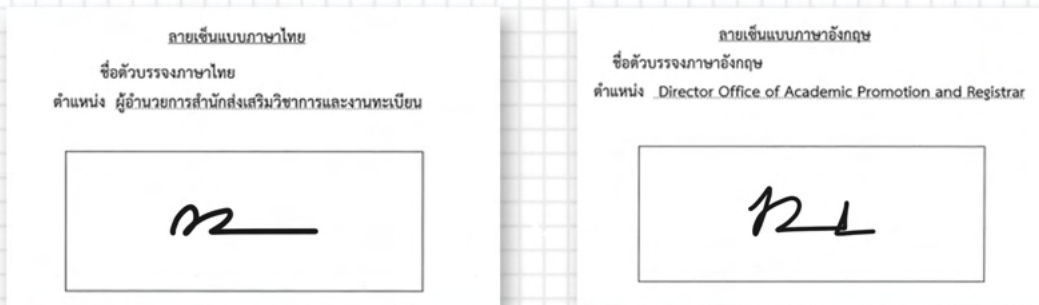 ลายเซ็นแบบภาษาไทย
ชื่อตัวบรรจงภาษาไทย
ตำแหน่ง ผู้อำนวยการสำนักส่งเสริมวิชาการและงานทะเบียน
ลายเซ็นแบบภาษาอังกฤษ
ชื่อตัวบรรจงภาษาอังกฤษ
ตำแหน่ง Director Office of Academic Promotion and Registrar